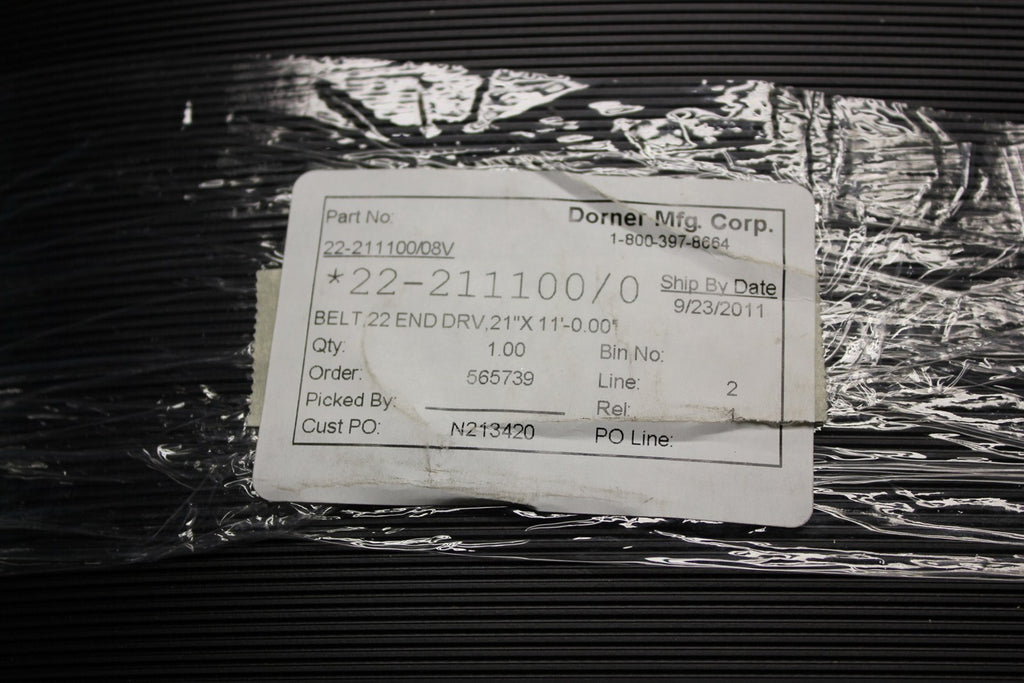 Part No:
Dorner Mfg. Corp.
1-800-397-8664
22-211100/08V
*22-211100/0
Ship By Date
9/23/2011
BELT,22 END DRV,21"X 11'-0.00"
Qty: 1.00 Bin No:
Order: 565739 Line: 2
Picked By: Rel: 1
Cust PO: N213420 PO Line: